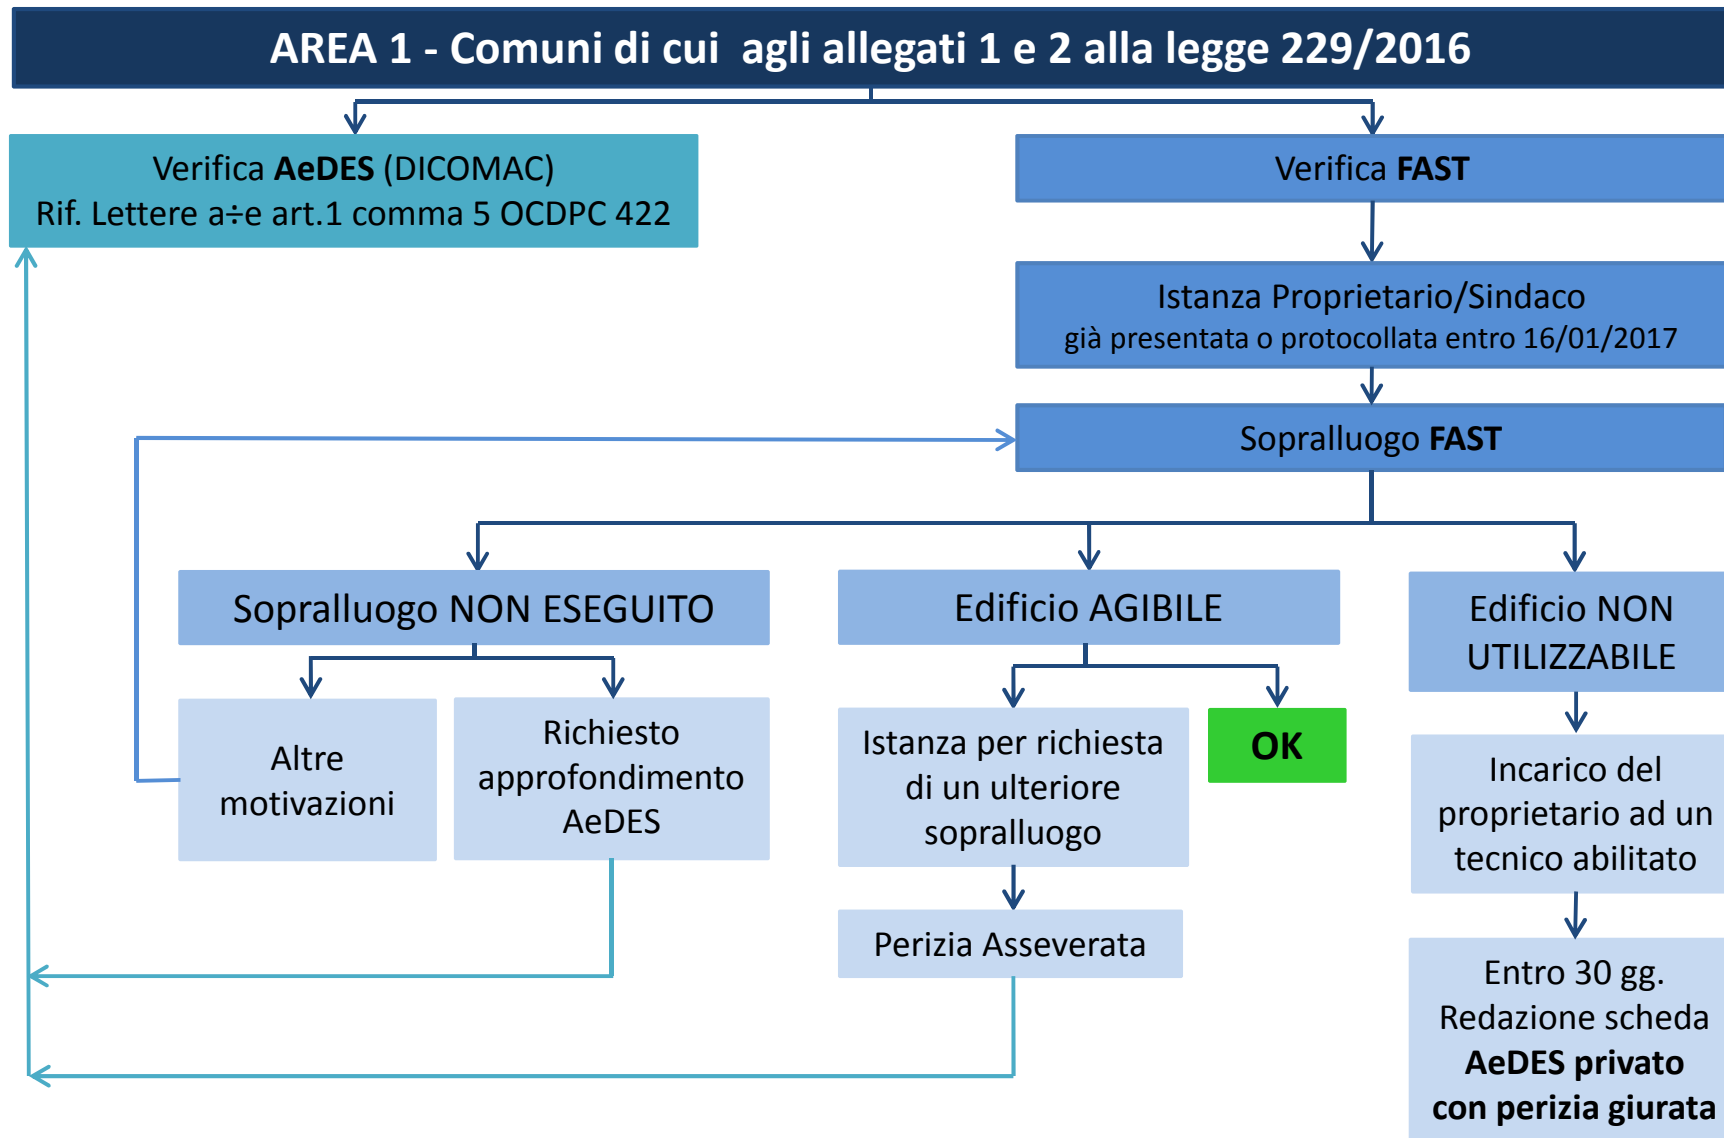 AREA 1 - Comuni di cui agli allegati 1 e 2 alla legge 229/2016
Verifica AeDES (DICOMAC)
Rif. Lettere a÷e art.1 comma 5 OCDPC 422
Verifica FAST
Istanza Proprietario/Sindaco
già presentata o protocollata entro 16/01/2017
Sopralluogo FAST
Sopralluogo NON ESEGUITO
Edificio AGIBILE
Edificio NON
UTILIZZABILE
Altre
motivazioni
Richiesto
approfondimento
AeDES
Istanza per richiesta
di un ulteriore
sopralluogo
OK
Incarico del
proprietario ad un
tecnico abilitato
Perizia Asseverata
Entro 30 gg.
Redazione scheda
AeDES privato
con perizia giurata